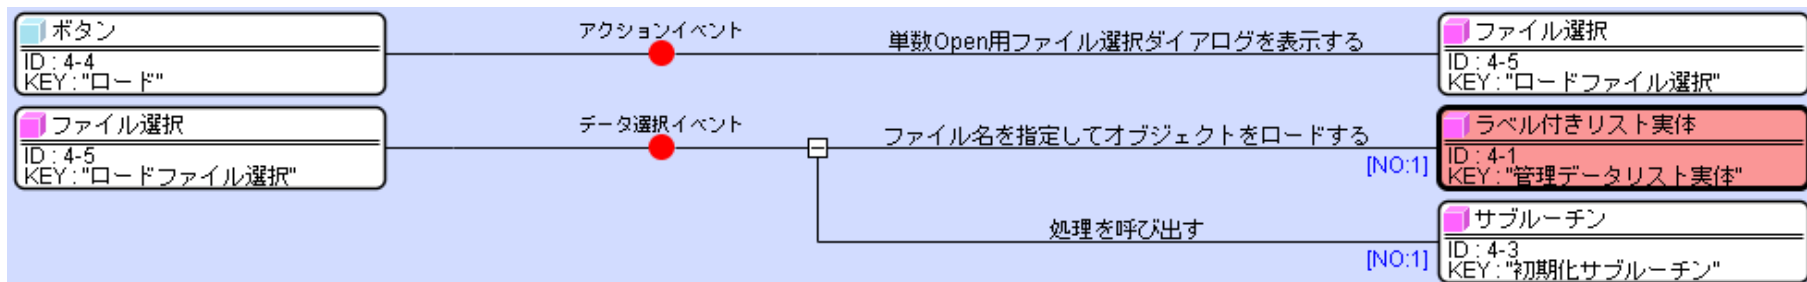 ボタン
ID : 4-4
KEY : "ロード"
アクションイベント
単数Open用ファイル選択ダイアログを表示する
ファイル選択
ID : 4-5
KEY : "ロードファイル選択"
ファイル選択
ID : 4-5
KEY : "ロードファイル選択"
データ選択イベント
ファイル名を指定してオブジェクトをロードする
[NO:1]
ラベル付きリスト実体
ID : 4-1
KEY : "管理データリスト実体"
処理を呼び出す
[NO:1]
サブルーチン
ID : 4-3
KEY : "初期化サブルーチン"